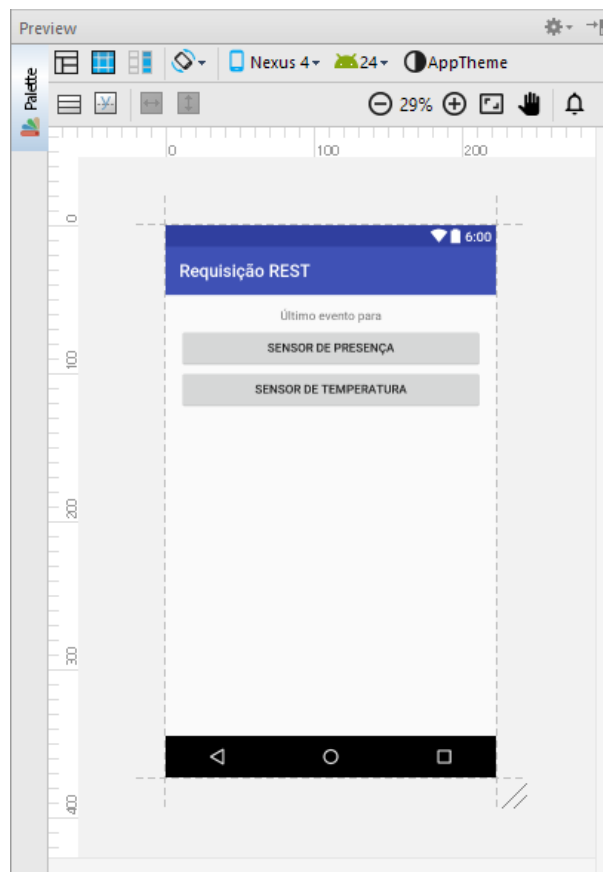 Preview
Palette
Nexus 4
24
AppTheme
29%
0
100
200
0
100
200
300
400
6:00
Requisição REST
Último evento para
SENSOR DE PRESENÇA
SENSOR DE TEMPERATURA